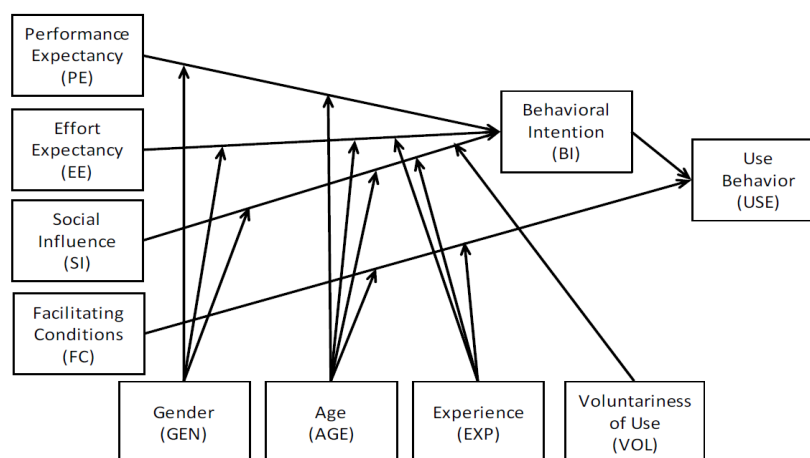 Performance
Expectancy
(PE)
Effort
Expectancy
(EE)
Social
Influence
(SI)
Facilitating
Conditions
(FC)
Behavioral
Intention
(BI)
Use
Behavior
(USE)
Gender
(GEN)
Age
(AGE)
Experience
(EXP)
Voluntariness
of Use
(VOL)